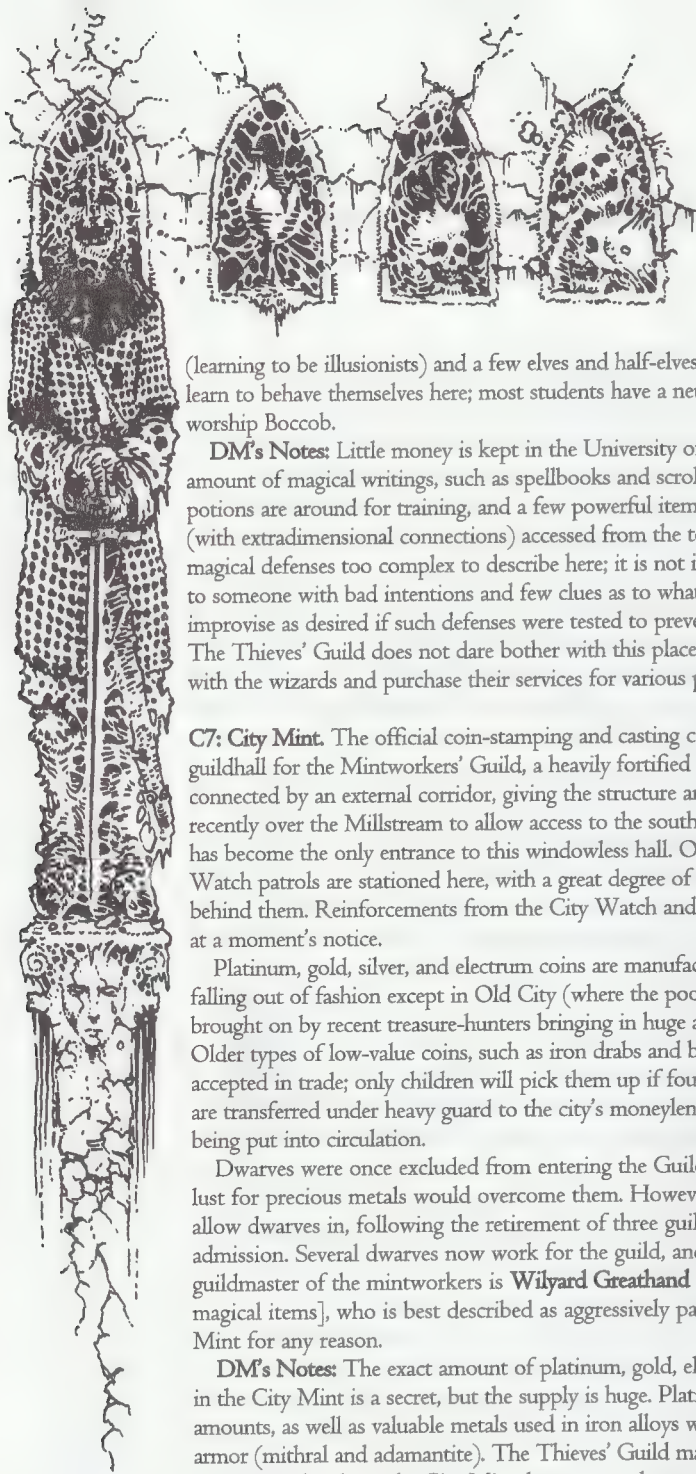 (learning to be illusionists) and a few elves and half-elves
learn to behave themselves here; most students have a ne
worship Boccob.
DM's Notes: Little money is kept in the University o
amount of magical writings, such as spellbooks and scrol
potions are around for training, and a few powerful item
(with extradimensional connections) accessed from the t
magical defenses too complex to describe here; it is not i
to someone with bad intentions and few clues as to what
improvise as desired if such defenses were tested to preve
The Thieves' Guild does not dare bother with this place
with the wizards and purchase their services for various
C7: City Mint. The official coin-stamping and casting c
guildhall for the Mintworkers' Guild, a heavily fortified
connected by an external corridor, giving the structure a
recently over the Millstream to allow access to the south
has become the only entrance to this windowless hall. O
Watch patrols are stationed here, with a great degree of
behind them. Reinforcements from the City Watch and
at a moment's notice.
Platinum, gold, silver, and electrum coins are manufac
falling out of fashion except in Old City (where the poo
brought on by recent treasure-hunters bringing in huge a
Older types of low-value coins, such as iron drabs and b
accepted in trade; only children will pick them up if fou
are transferred under heavy guard to the city's moneylen
being put into circulation.
Dwarves were once excluded from entering the Guild
lust for precious metals would overcome them. Howev
allow dwarves in, following the retirement of three guil
admission. Several dwarves now work for the guild, and
guildmaster of the mintworkers is Wilyard Greathand
magical items], who is best described as aggressively pa
Mint for any reason.
DM's Notes: The exact amount of platinum, gold, el
in the City Mint is a secret, but the supply is huge. Plat
amounts, as well as valuable metals used in iron alloys w
armor (mithral and adamantite). The Thieves' Guild ma